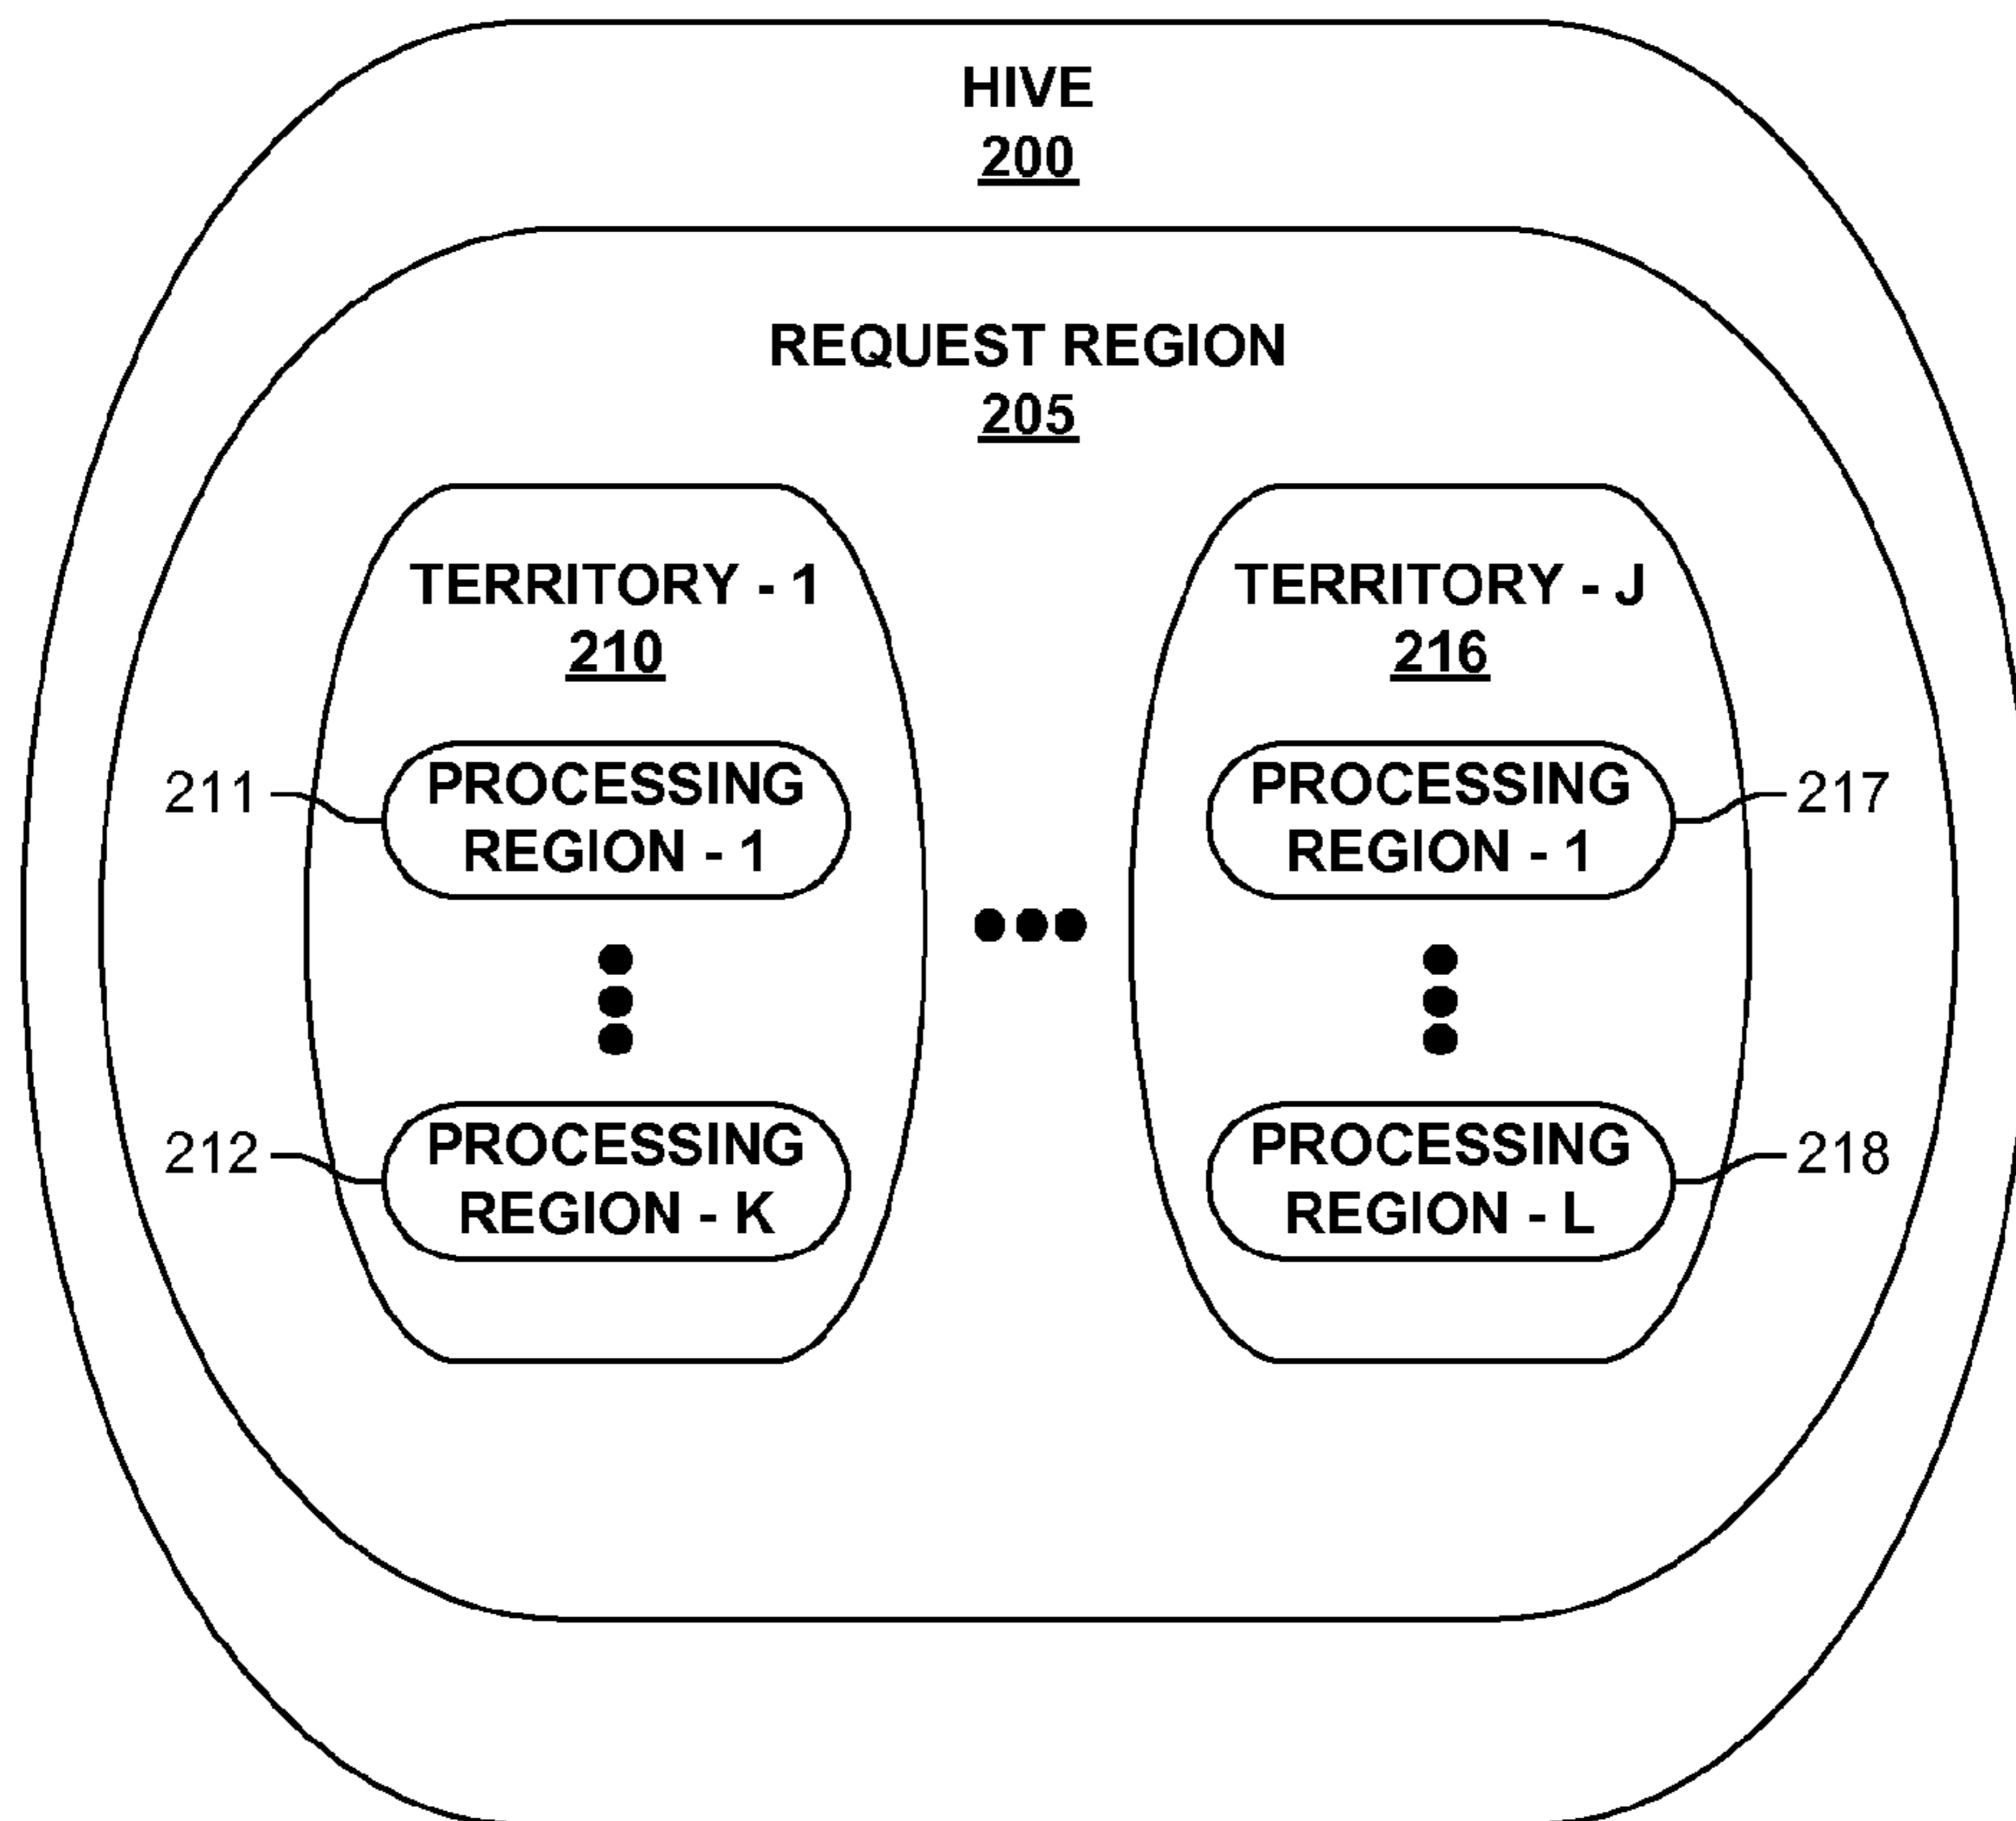 HIVE
200
REQUEST REGION
205
TERRITORY - 1
210
TERRITORY - J
216
211
PROCESSING
REGION - 1
PROCESSING
REGION - 1
217
212
PROCESSING
REGION - K
PROCESSING
REGION - L
218